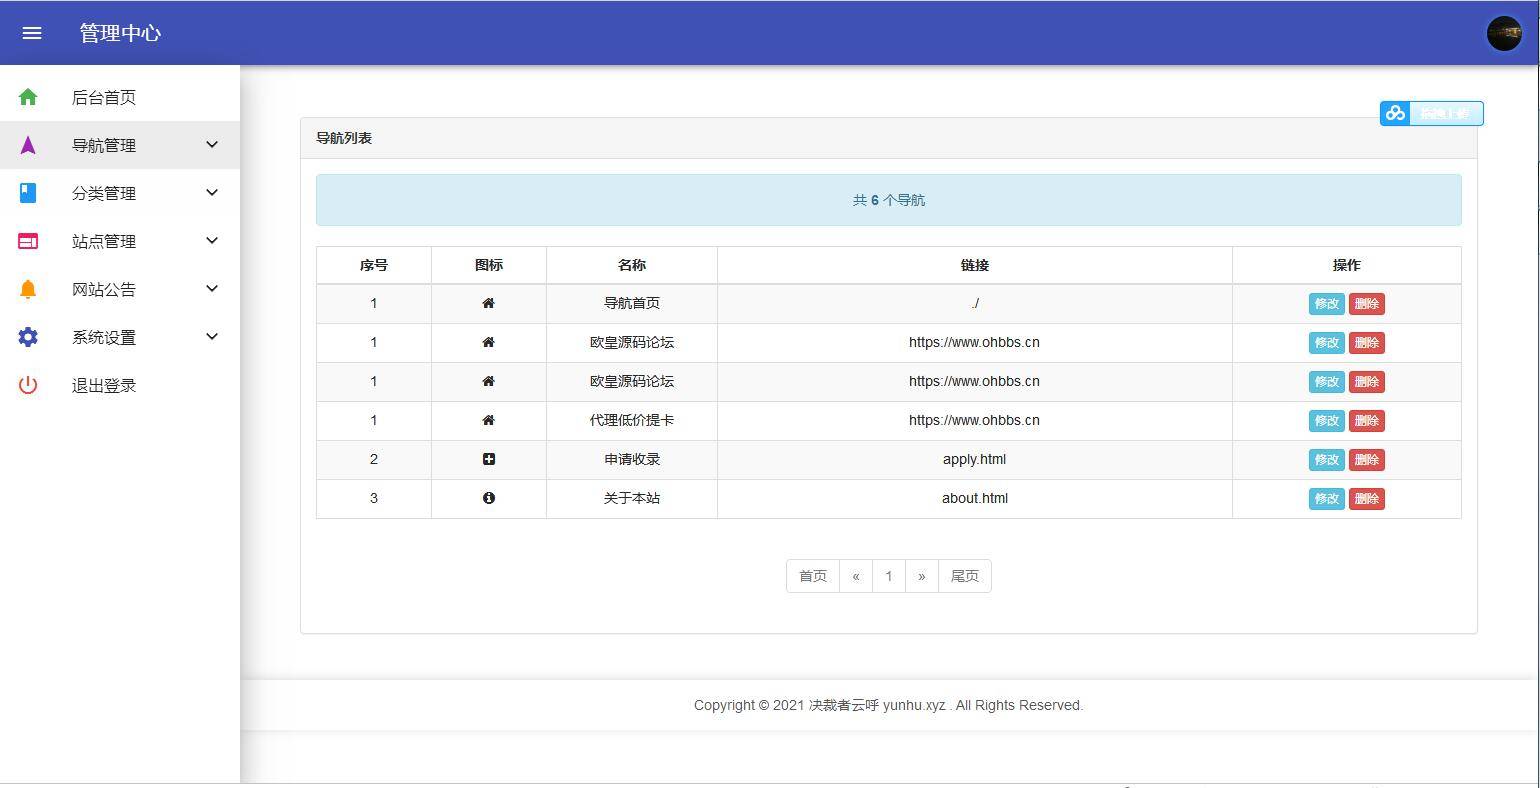 管理中心
后台首页
导航管理
分类管理
站点管理
网站公告
系统设置
退出登录
导航列表
共 6 个导航
序号 图标 名称 链接 操作
1 导航首页 ./ 修改 删除
1 欧皇源码论坛 https://www.ohbbs.cn 修改 删除
1 欧皇源码论坛 https://www.ohbbs.cn 修改 删除
1 代理低价提卡 https://www.ohbbs.cn 修改 删除
2 申请收录 apply.html 修改 删除
3 关于本站 about.html 修改 删除
首页 « 1 » 尾页
Copyright © 2021 决裁者云呼 yunhu.xyz . All Rights Reserved.